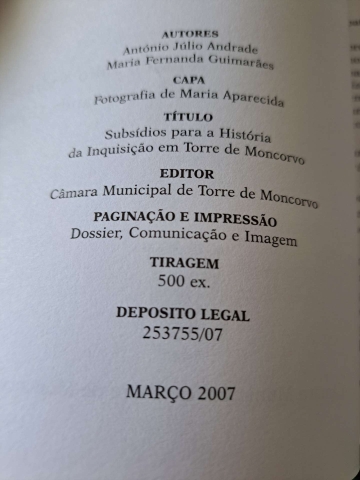 AUTORES
António Júlio Andrade
Maria Fernanda Guimarães
CAPA
Fotografia de Maria Aparecida
TÍTULO
Subsídios para a História
da Inquisição em Torre de Moncorvo
EDITOR
Câmara Municipal de Torre de Moncorvo
PAGINAÇÃO E IMPRESSÃO
Dossier, Comunicação e Imagem
TIRAGEM
500 ex.
DEPOSITO LEGAL
253755/07
MARÇO 2007